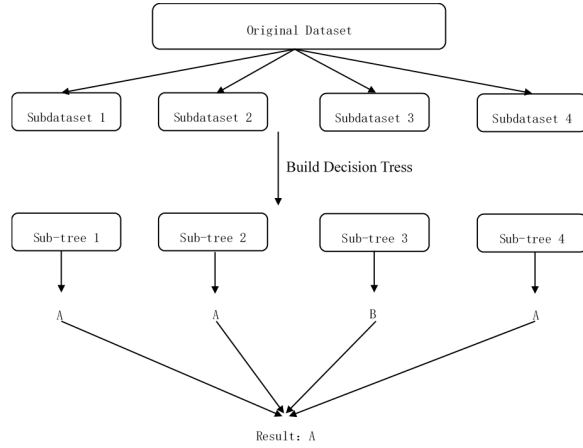 Original Dataset
Subdataset 1
Subdataset 2
Subdataset 3
Subdataset 4
Build Decision Tress
Sub-tree 1
Sub-tree 2
Sub-tree 3
Sub-tree 4
A
A
B
A
Result: A